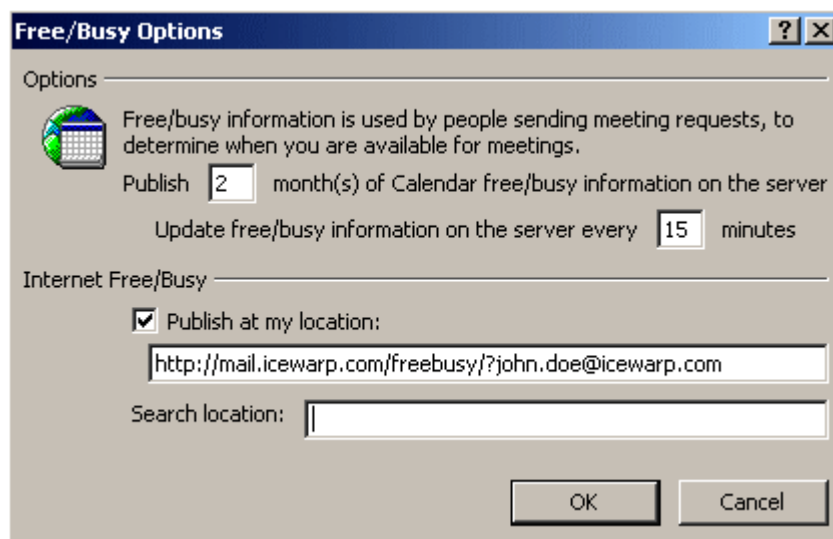 Free/Busy Options
Options
Free/busy information is used by people sending meeting requests, to
determine when you are available for meetings.
Publish 2 month(s) of Calendar free/busy information on the server
Update free/busy information on the server every 15 minutes
Internet Free/Busy
Publish at my location:
http://mail.icewarp.com/freebusy/?john.doe@icewarp.com
Search location:
OK Cancel